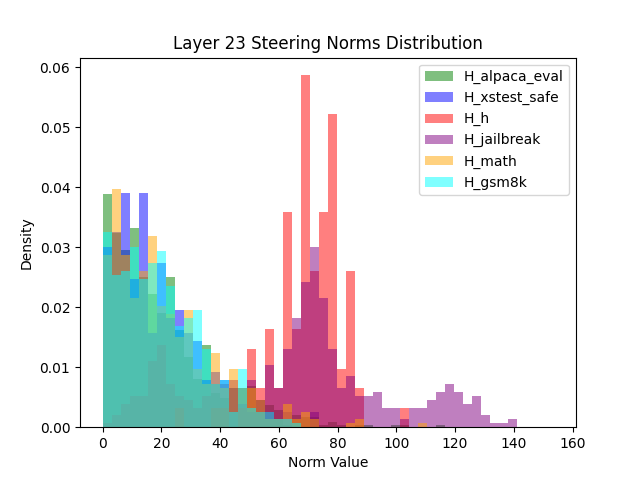 Layer 23 Steering Norms Distribution
H_alpaca_eval
H_xstest_safe
H_h
H_jailbreak
H_math
H_gsm8k
Density
0.06
0.05
0.04
0.03
0.02
0.01
0.00
0 20 40 60 80 100 120 140 160
Norm Value